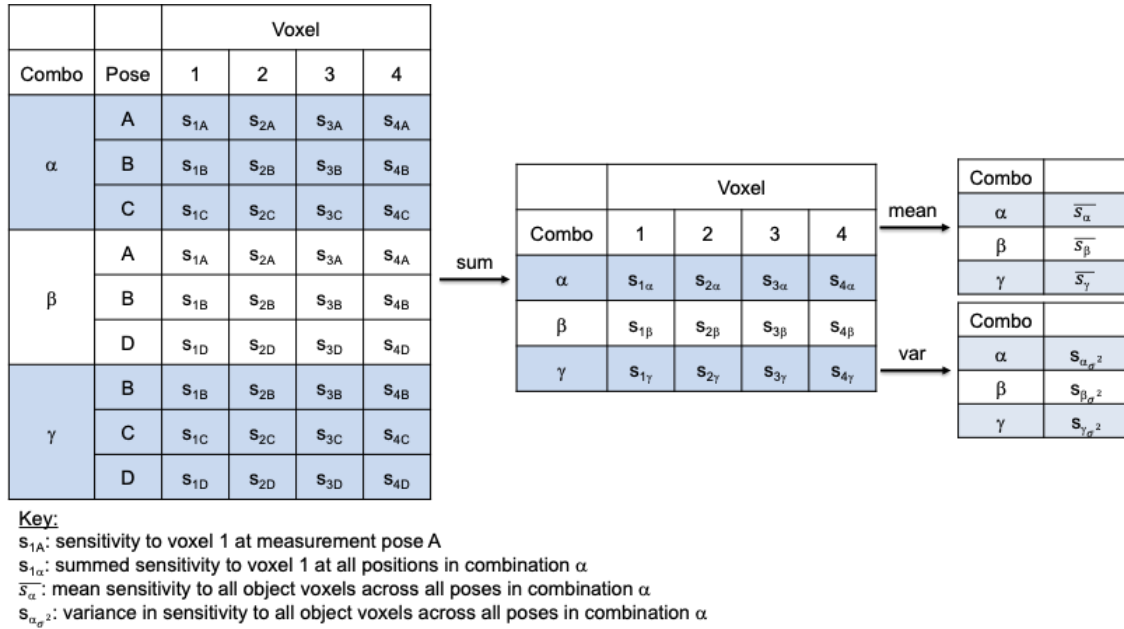 Voxel
Combo Pose 1 2 3 4
α
A s₁A s₂A s₃A s₄A
B s₁B s₂B s₃B s₄B
C s₁C s₂C s₃C s₄C
β
A s₁A s₂A s₃A s₄A
B s₁B s₂B s₃B s₄B
D s₁D s₂D s₃D s₄D
γ
B s₁B s₂B s₃B s₄B
C s₁C s₂C s₃C s₄C
D s₁D s₂D s₃D s₄D
sum
Voxel
Combo 1 2 3 4
α s₁α s₂α s₃α s₄α
β s₁β s₂β s₃β s₄β
γ s₁γ s₂γ s₃γ s₄γ
mean
Combo
α s̅α
β s̅β
γ s̅γ
var
Combo
α sα_σ²
β sβ_σ²
γ sγ_σ²
Key:
s₁A: sensitivity to voxel 1 at measurement pose A
s₁α: summed sensitivity to voxel 1 at all positions in combination α
s̅α: mean sensitivity to all object voxels across all poses in combination α
sα_σ²: variance in sensitivity to all object voxels across all poses in combination α